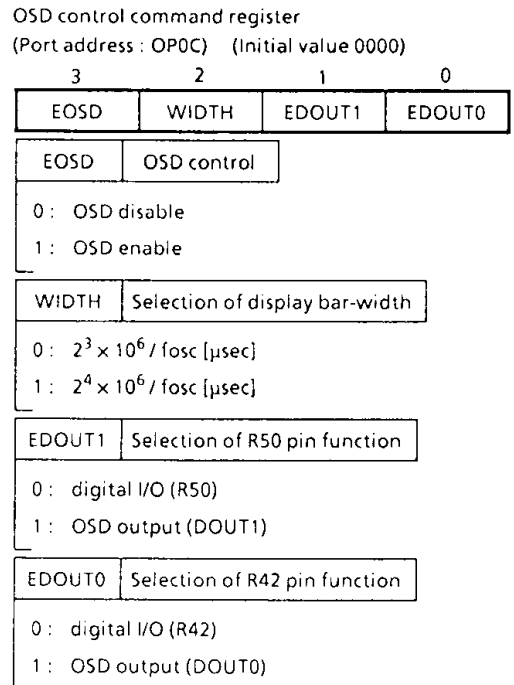 OSD control command register
(Port address : OP0C) (Initial value 0000)
3 2 1 0
EOSD WIDTH EDOUT1 EDOUT0
EOSD OSD control
0 : OSD disable
1 : OSD enable
WIDTH Selection of display bar-width
0 : 2³ × 10⁶ / fosc [μsec]
1 : 2⁴ × 10⁶ / fosc [μsec]
EDOUT1 Selection of R50 pin function
0 : digital I/O (R50)
1 : OSD output (DOUT1)
EDOUT0 Selection of R42 pin function
0 : digital I/O (R42)
1 : OSD output (DOUT0)